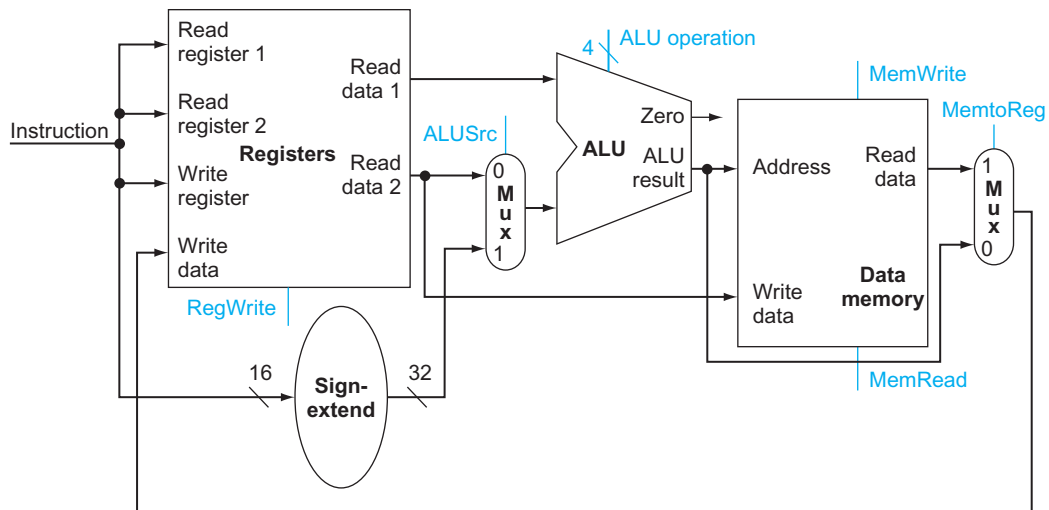 Instruction
Read
register 1
Read
register 2
Write
register
Write
data
Registers
Read
data 1
Read
data 2
RegWrite
16
Sign-
extend
32
ALUSrc
0
M
u
x
1
4
ALU operation
Zero
ALU
ALU
result
MemWrite
Address
Read
data
Write
data
Data
memory
MemRead
MemtoReg
1
M
u
x
0